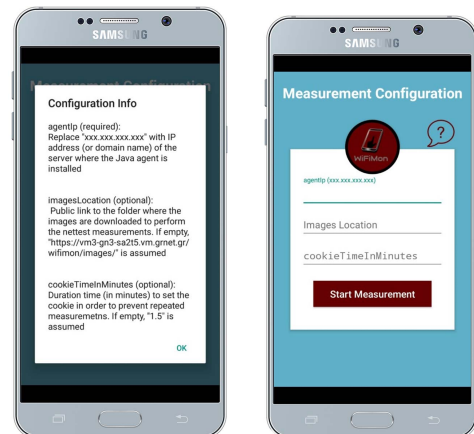 SAMSUNG
Measurement Configuration
Configuration Info
agentIp (required):
Replace "xxx.xxx.xxx.xxx" with IP
address (or domain name) of the
server where the Java agent is
installed
imagesLocation (optional):
Public link to the folder where the
images are downloaded to perform
the nettest measurements. If empty,
"https://vm3-gn3-sa2t5.vm.grnet.gr/
wifimon/images/" is assumed
cookieTimeInMinutes (optional):
Duration time (in minutes) to set the
cookie in order to prevent repeated
measuremetns. If empty, "1.5" is
assumed
OK
SAMSUNG
Measurement Configuration
?
WiFiMon
agentIp (xxx.xxx.xxx.xxx)
Images Location
cookieTimeInMinutes
Start Measurement